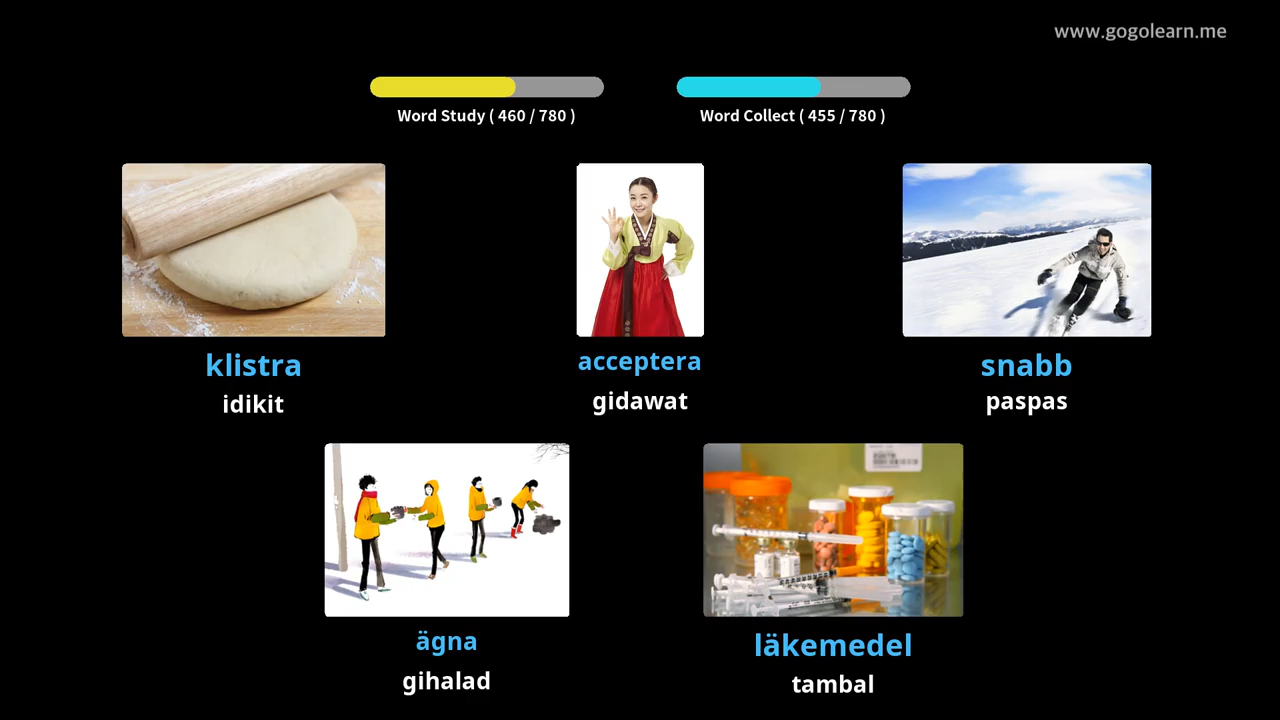 www.gogolearn.me
Word Study ( 460 / 780 )
Word Collect ( 455 / 780 )
klistra
idikit
acceptera
gidawat
snabb
paspas
ägna
gihalad
läkemedel
tambal